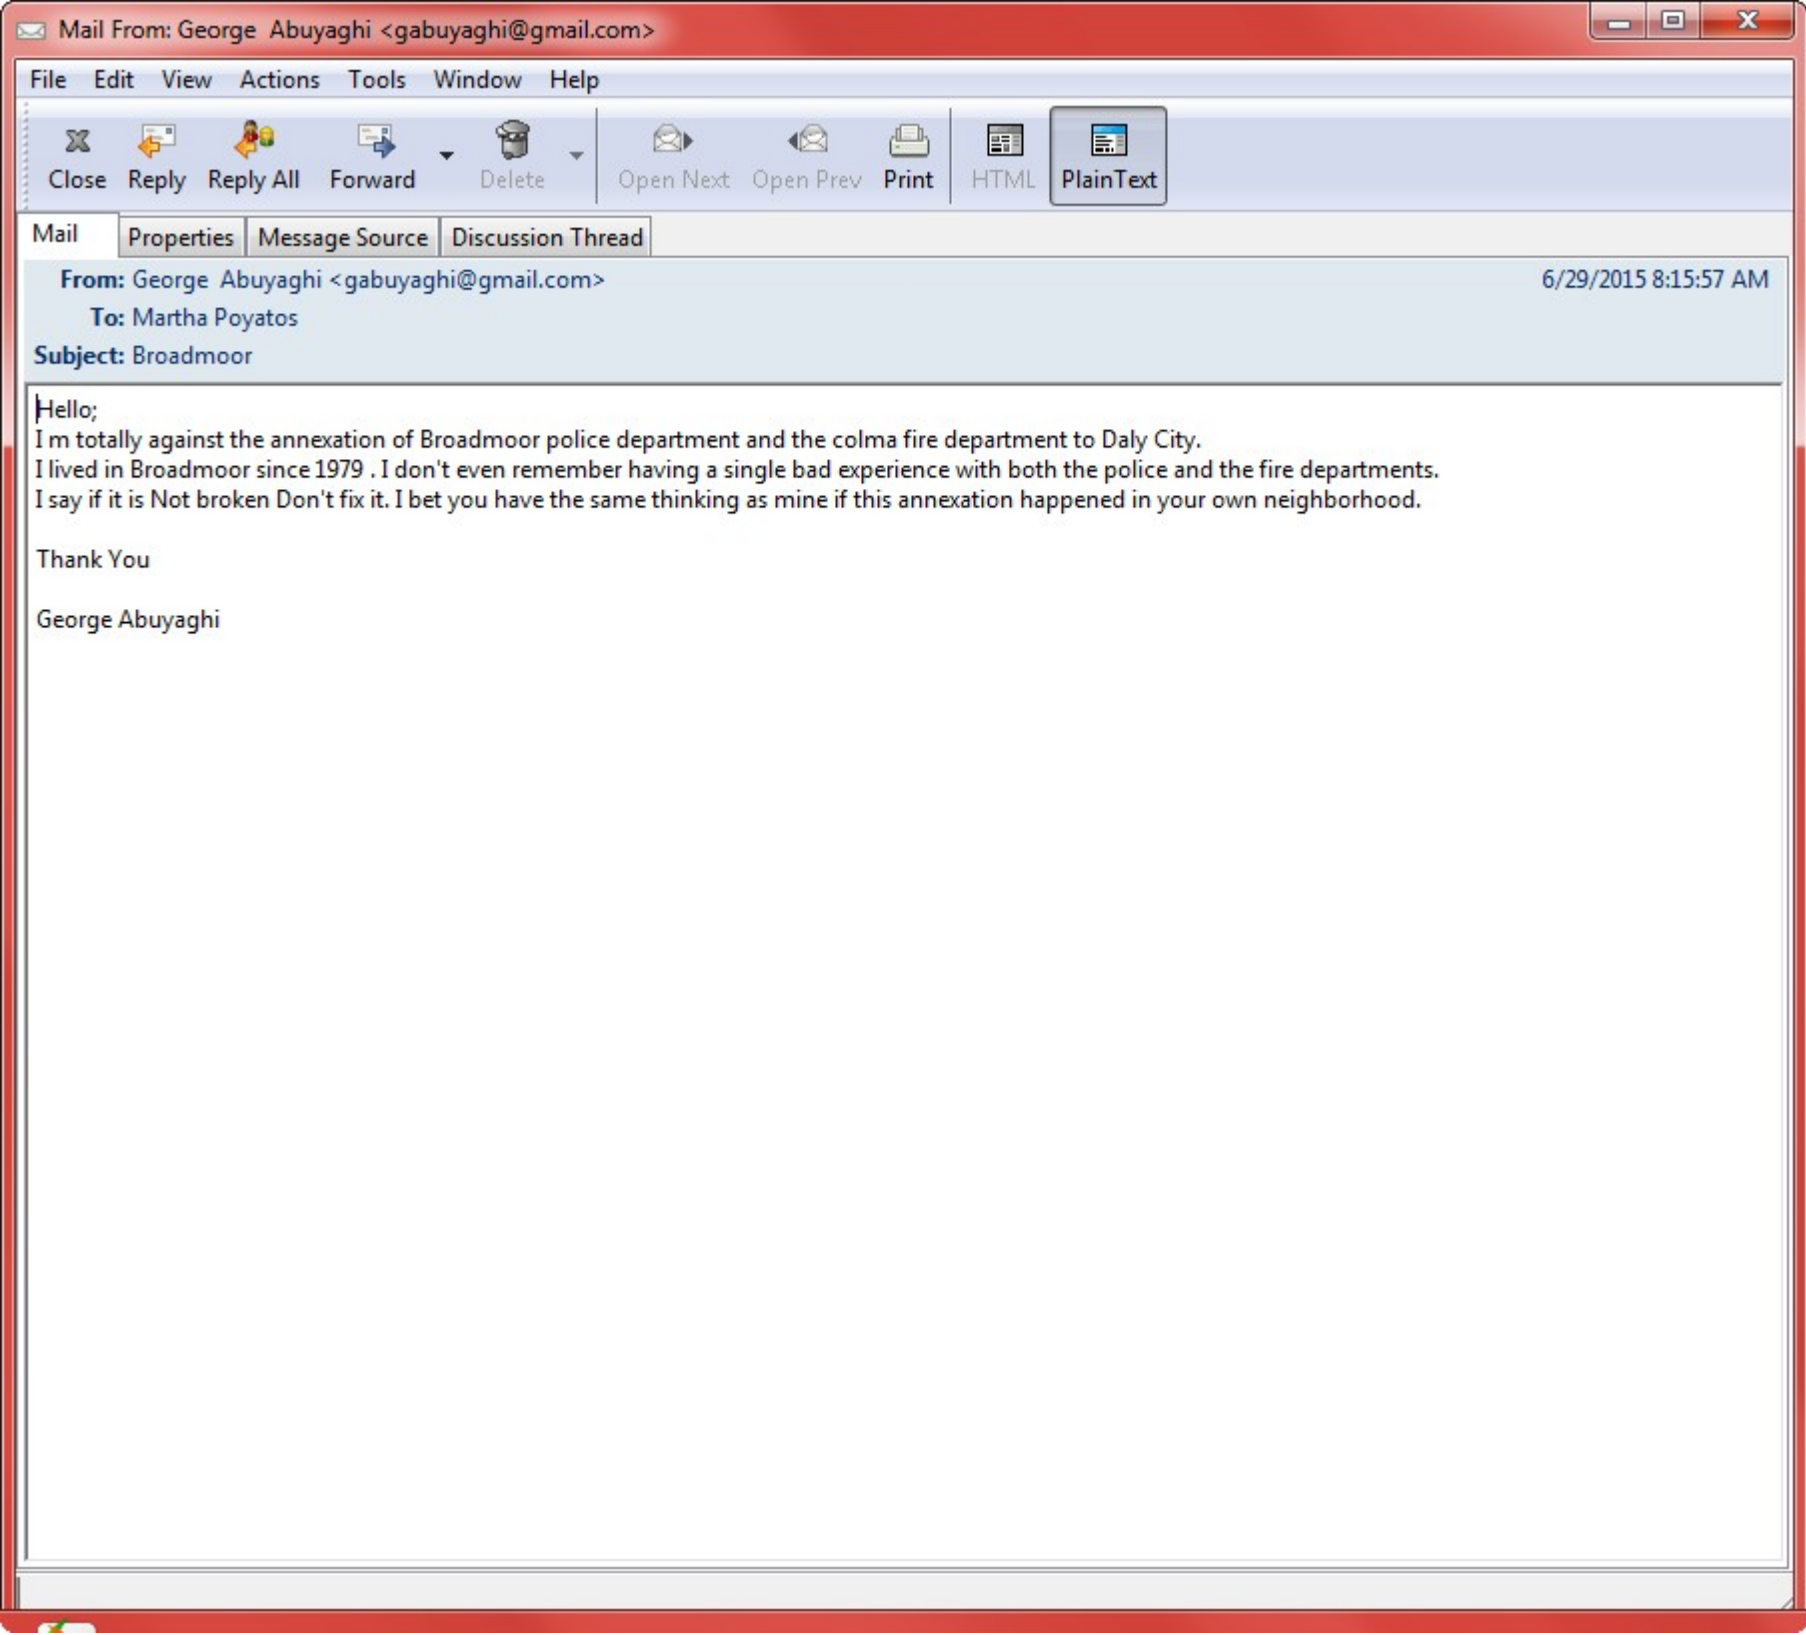 Mail From: George  Abuyaghi <gabuyaghi@gmail.com>
File Edit View Actions Tools Window Help
Close Reply Reply All Forward Delete Open Next Open Prev Print HTML PlainText
Mail Properties Message Source Discussion Thread
From: George  Abuyaghi <gabuyaghi@gmail.com> 6/29/2015 8:15:57 AM
To: Martha Poyatos
Subject: Broadmoor
Hello;
I m totally against the annexation of Broadmoor police department and the colma fire department to Daly City.
I lived in Broadmoor since 1979 . I don't even remember having a single bad experience with both the police and the fire departments.
I say if it is Not broken Don't fix it. I bet you have the same thinking as mine if this annexation happened in your own neighborhood.
Thank You
George Abuyaghi